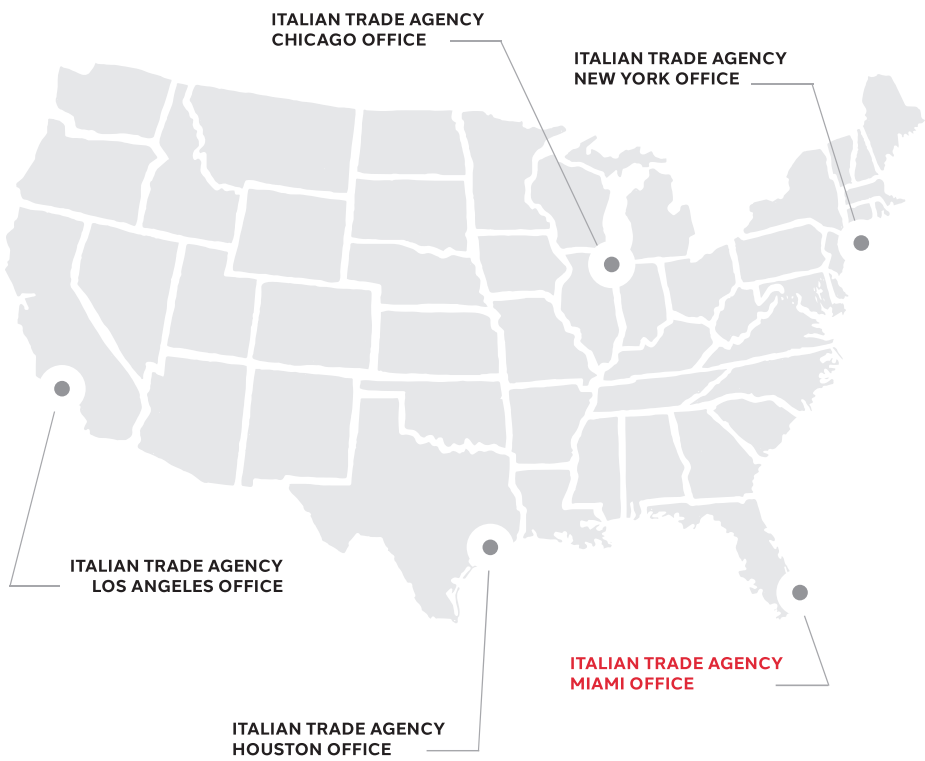 ITALIAN TRADE AGENCY
CHICAGO OFFICE
ITALIAN TRADE AGENCY
NEW YORK OFFICE
ITALIAN TRADE AGENCY
LOS ANGELES OFFICE
ITALIAN TRADE AGENCY
MIAMI OFFICE
ITALIAN TRADE AGENCY
HOUSTON OFFICE